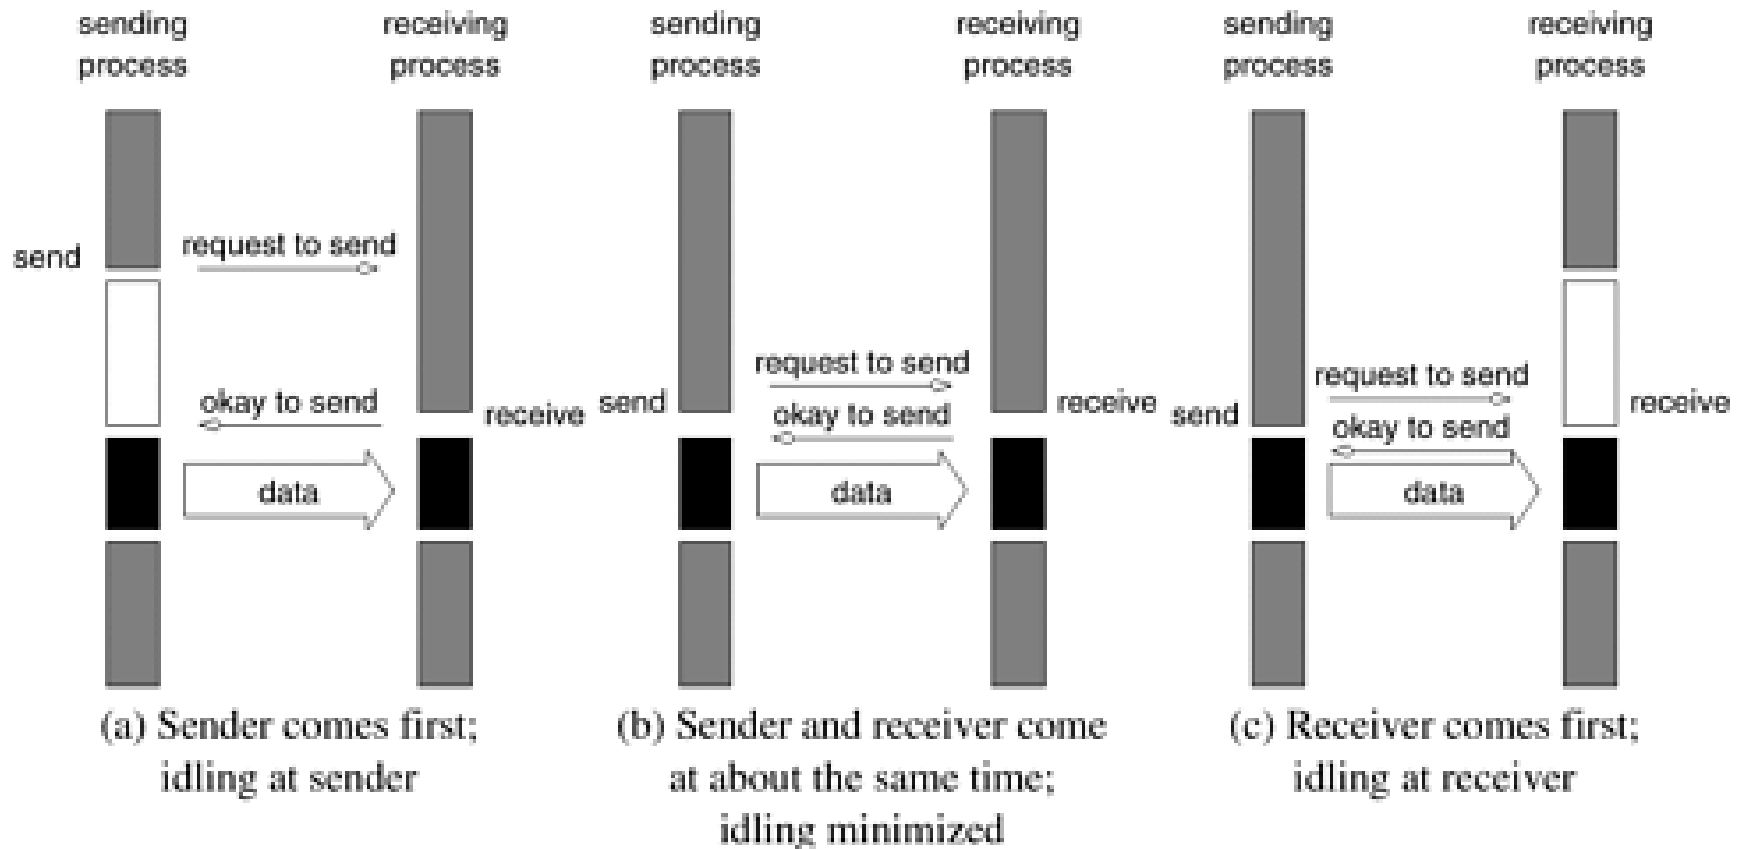 sending
process
receiving
process
send
request to send
okay to send
receive
data
(a) Sender comes first;
idling at sender
sending
process
receiving
process
request to send
send
okay to send
receive
data
(b) Sender and receiver come
at about the same time;
idling minimized
sending
process
receiving
process
request to send
send
okay to send
receive
data
(c) Receiver comes first;
idling at receiver